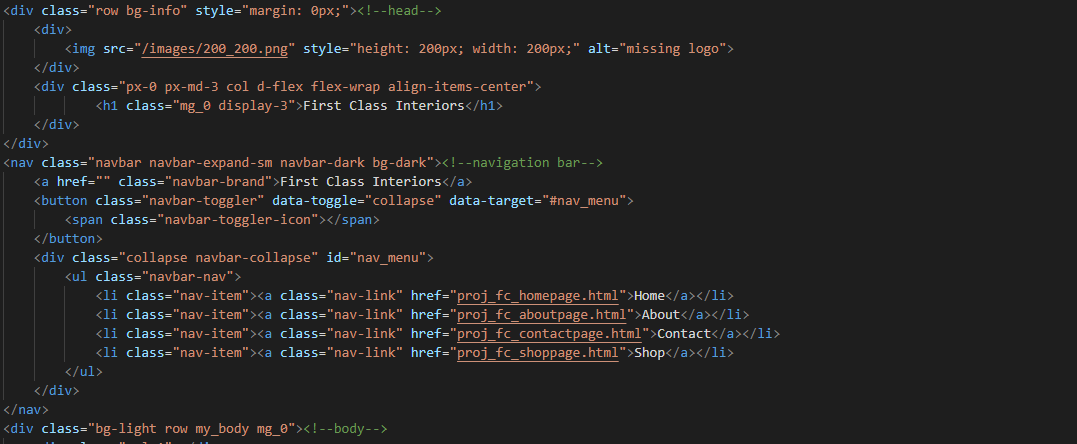 <div class="row bg-info" style="margin: 0px;"><!--head-->
    <div>
        <img src="/images/200_200.png" style="height: 200px; width: 200px;" alt="missing logo">
    </div>
    <div class="px-0 px-md-3 col d-flex flex-wrap align-items-center">
            <h1 class="mg_0 display-3">First Class Interiors</h1>
    </div>
</div>
<nav class="navbar navbar-expand-sm navbar-dark bg-dark"><!--navigation bar-->
    <a href="" class="navbar-brand">First Class Interiors</a>
    <button class="navbar-toggler" data-toggle="collapse" data-target="#nav_menu">
        <span class="navbar-toggler-icon"></span>
    </button>
    <div class="collapse navbar-collapse" id="nav_menu">
        <ul class="navbar-nav">
            <li class="nav-item"><a class="nav-link" href="proj_fc_homepage.html">Home</a></li>
            <li class="nav-item"><a class="nav-link" href="proj_fc_aboutpage.html">About</a></li>
            <li class="nav-item"><a class="nav-link" href="proj_fc_contactpage.html">Contact</a></li>
            <li class="nav-item"><a class="nav-link" href="proj_fc_shoppage.html">Shop</a></li>
        </ul>
    </div>
</nav>
<div class="bg-light row my_body mg_0"><!--body-->